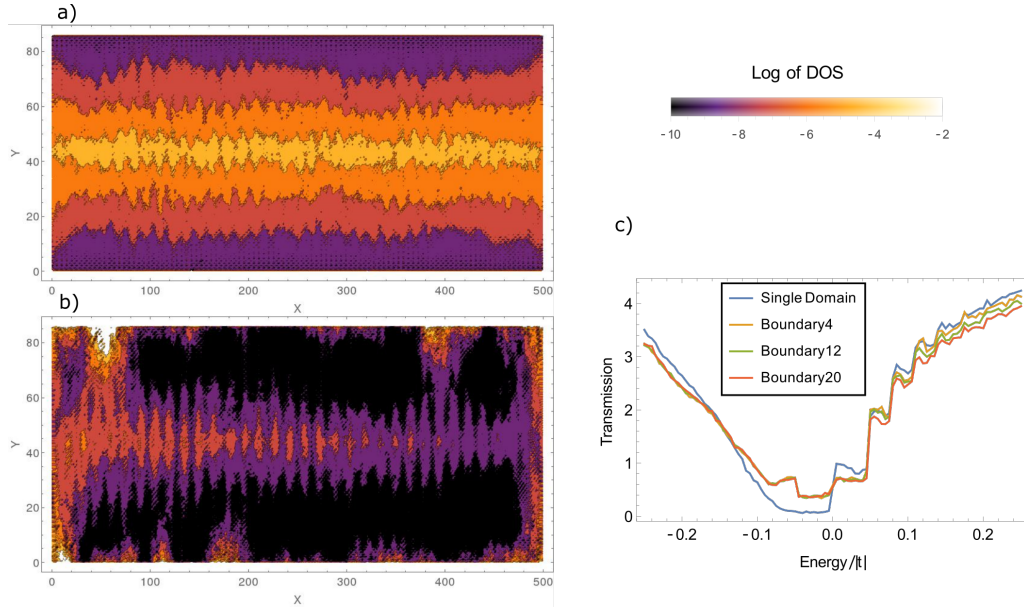 a)
80
60
40
20
0
Y
0 100 200 300 400 500
X
b)
80
60
40
20
0
Y
0 100 200 300 400 500
X
Log of DOS
-10 -8 -6 -4 -2
c)
Single Domain
Boundary4
Boundary12
Boundary20
4
3
2
1
0
Transmission
-0.2 -0.1 0.0 0.1 0.2
Energy/|t|